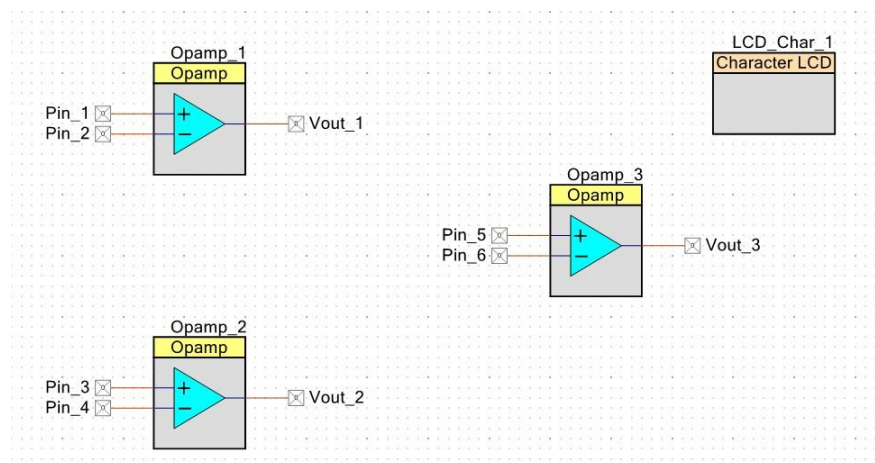 Opamp_1
Opamp
+
−
Pin_1
Pin_2
Vout_1
LCD_Char_1
Character LCD
Opamp_3
Opamp
+
−
Pin_5
Pin_6
Vout_3
Opamp_2
Opamp
+
−
Pin_3
Pin_4
Vout_2